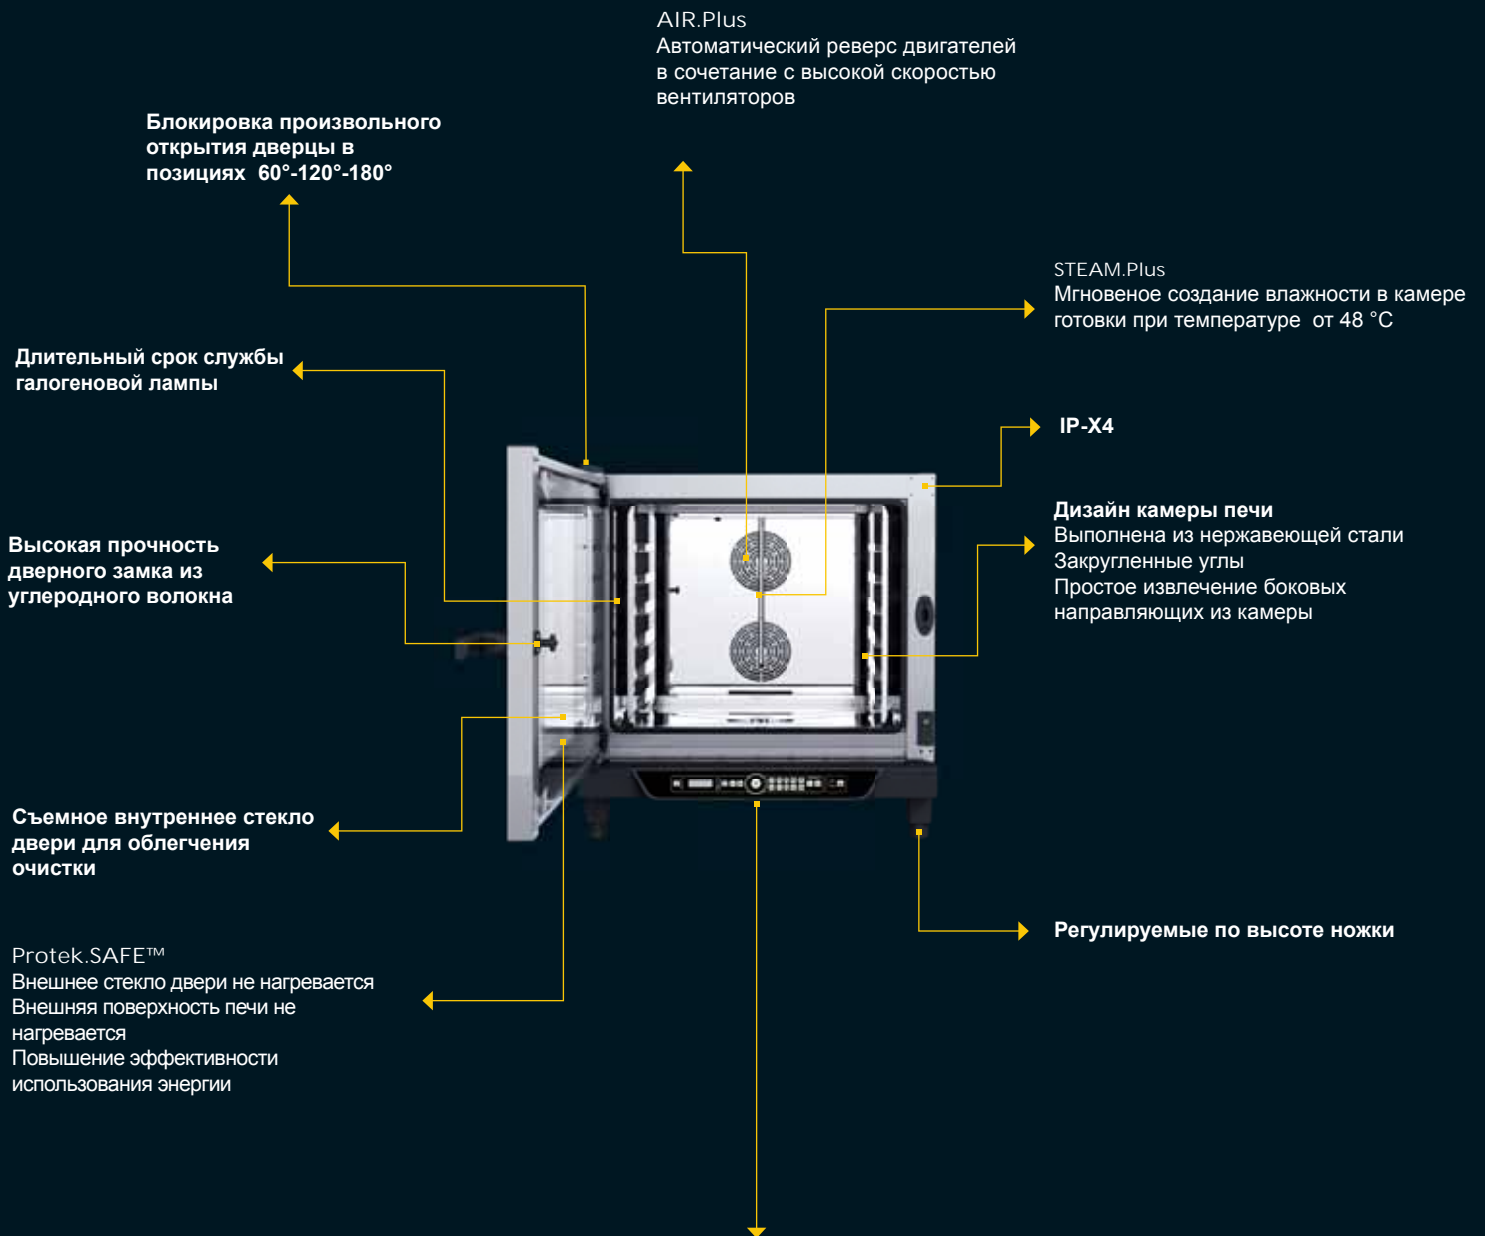 AIR.Plus
Автоматический реверс двигателей
в сочетание с высокой скоростью
вентиляторов
Блокировка произвольного
открытия дверцы в
позициях 60°-120°-180°
STEAM.Plus
Мгновеное создание влажности в камере
готовки при температуре от 48 °C
Длительный срок службы
галогеновой лампы
IP-X4
Дизайн камеры печи
Выполнена из нержавеющей стали
Закругленные углы
Простое извлечение боковых
направляющих из камеры
Высокая прочность
дверного замка из
углеродного волокна
Съемное внутреннее стекло
двери для облегчения
очистки
Регулируемые по высоте ножки
Protek.SAFE™
Внешнее стекло двери не нагревается
Внешняя поверхность печи не
нагревается
Повышение эффективности
использования энергии